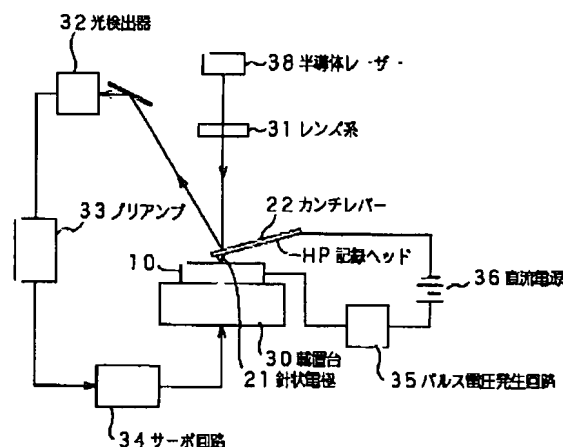 32光検出器
38半導体レーザー
31レンズ系
33プリアンプ
22カンチレバー
HP記録ヘッド
10
36直流電源
30載置台
21針状電極
35パルス電圧発生回路
34サーボ回路